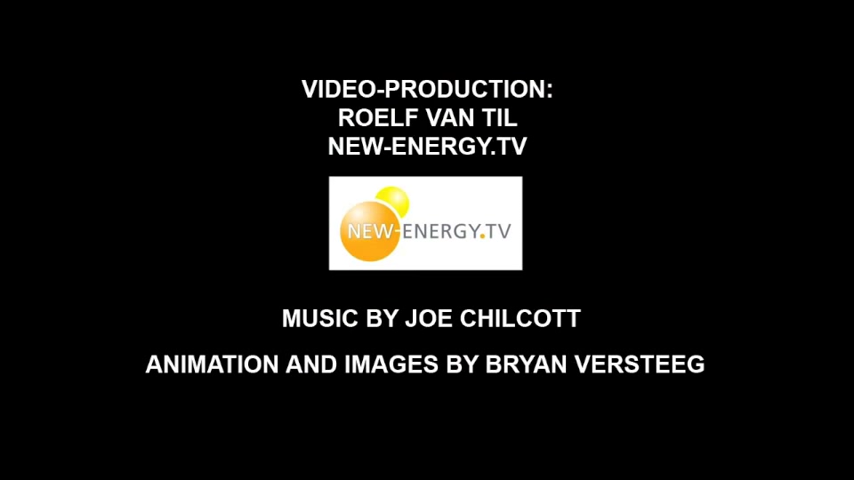 VIDEO-PRODUCTION:
ROELF VAN TIL
NEW-ENERGY.TV
NEW-ENERGY.TV
MUSIC BY JOE CHILCOTT
ANIMATION AND IMAGES BY BRYAN VERSTEEG